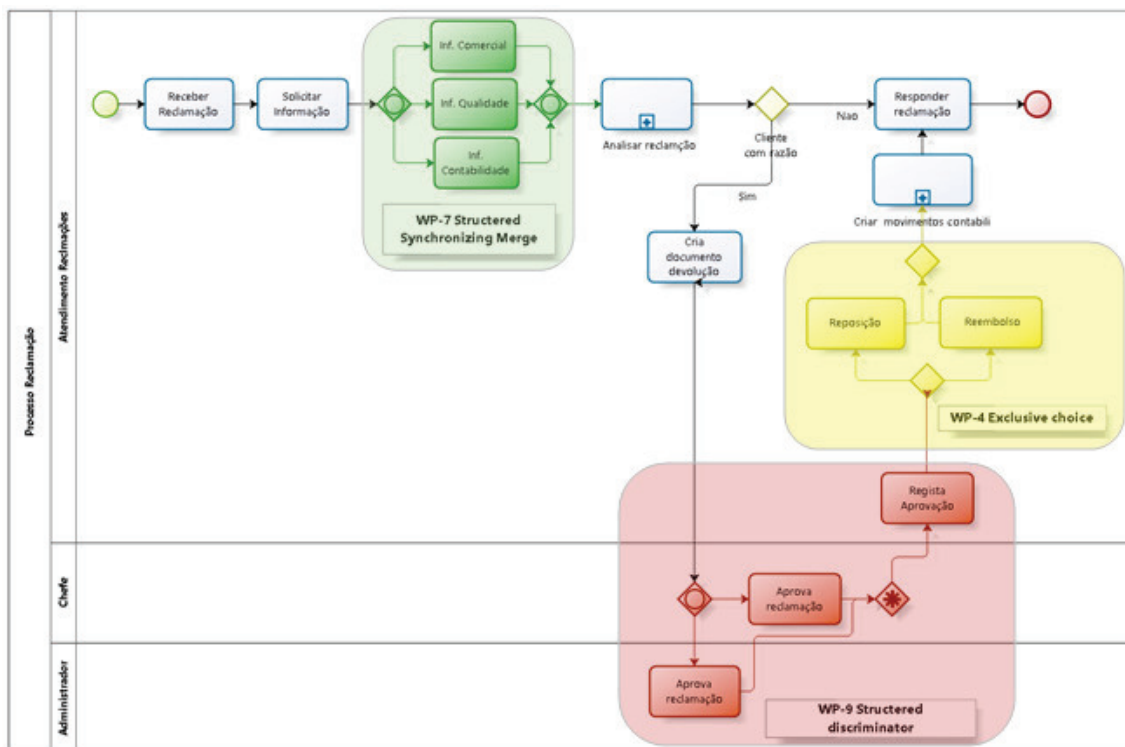 Processo Reclamação
Atendimento Reclmações
Chefe
Administrador
Receber
Reclamação
Solicitar
Informação
Inf. Comercial
Inf. Qualidade
Inf.
Contabilidade
WP-7 Structered
Synchronizing Merge
Analisar reclamção
Cliente
com razão
Nao
Sim
Responder
reclamação
Criar movimentos contabili
Cria
documento
devolução
Reposição
Reembolso
WP-4 Exclusive choice
Regista
Aprovação
Aprova
reclamação
Aprova
reclamação
WP-9 Structered
discriminator